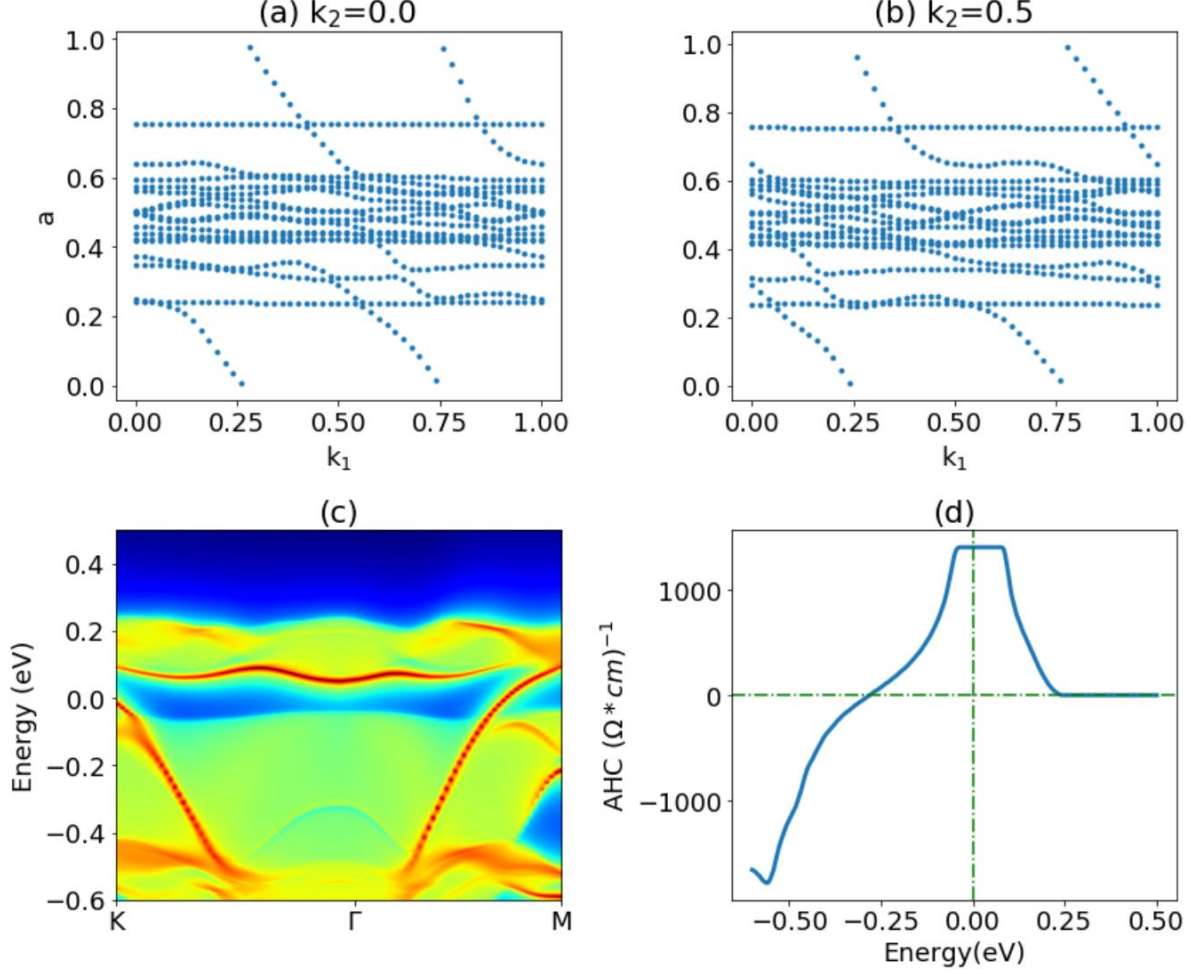 (a) k₂=0.0
(b) k₂=0.5
1.0
0.8
0.6
0.4
0.2
0.0
a
0.00 0.25 0.50 0.75 1.00
k₁
1.0
0.8
0.6
0.4
0.2
0.0
0.00 0.25 0.50 0.75 1.00
k₁
(c)
(d)
0.4
0.2
0.0
−0.2
−0.4
−0.6
Energy (eV)
K Γ M
1000
0
−1000
AHC (Ω*cm)⁻¹
−0.50 −0.25 0.00 0.25 0.50
Energy(eV)